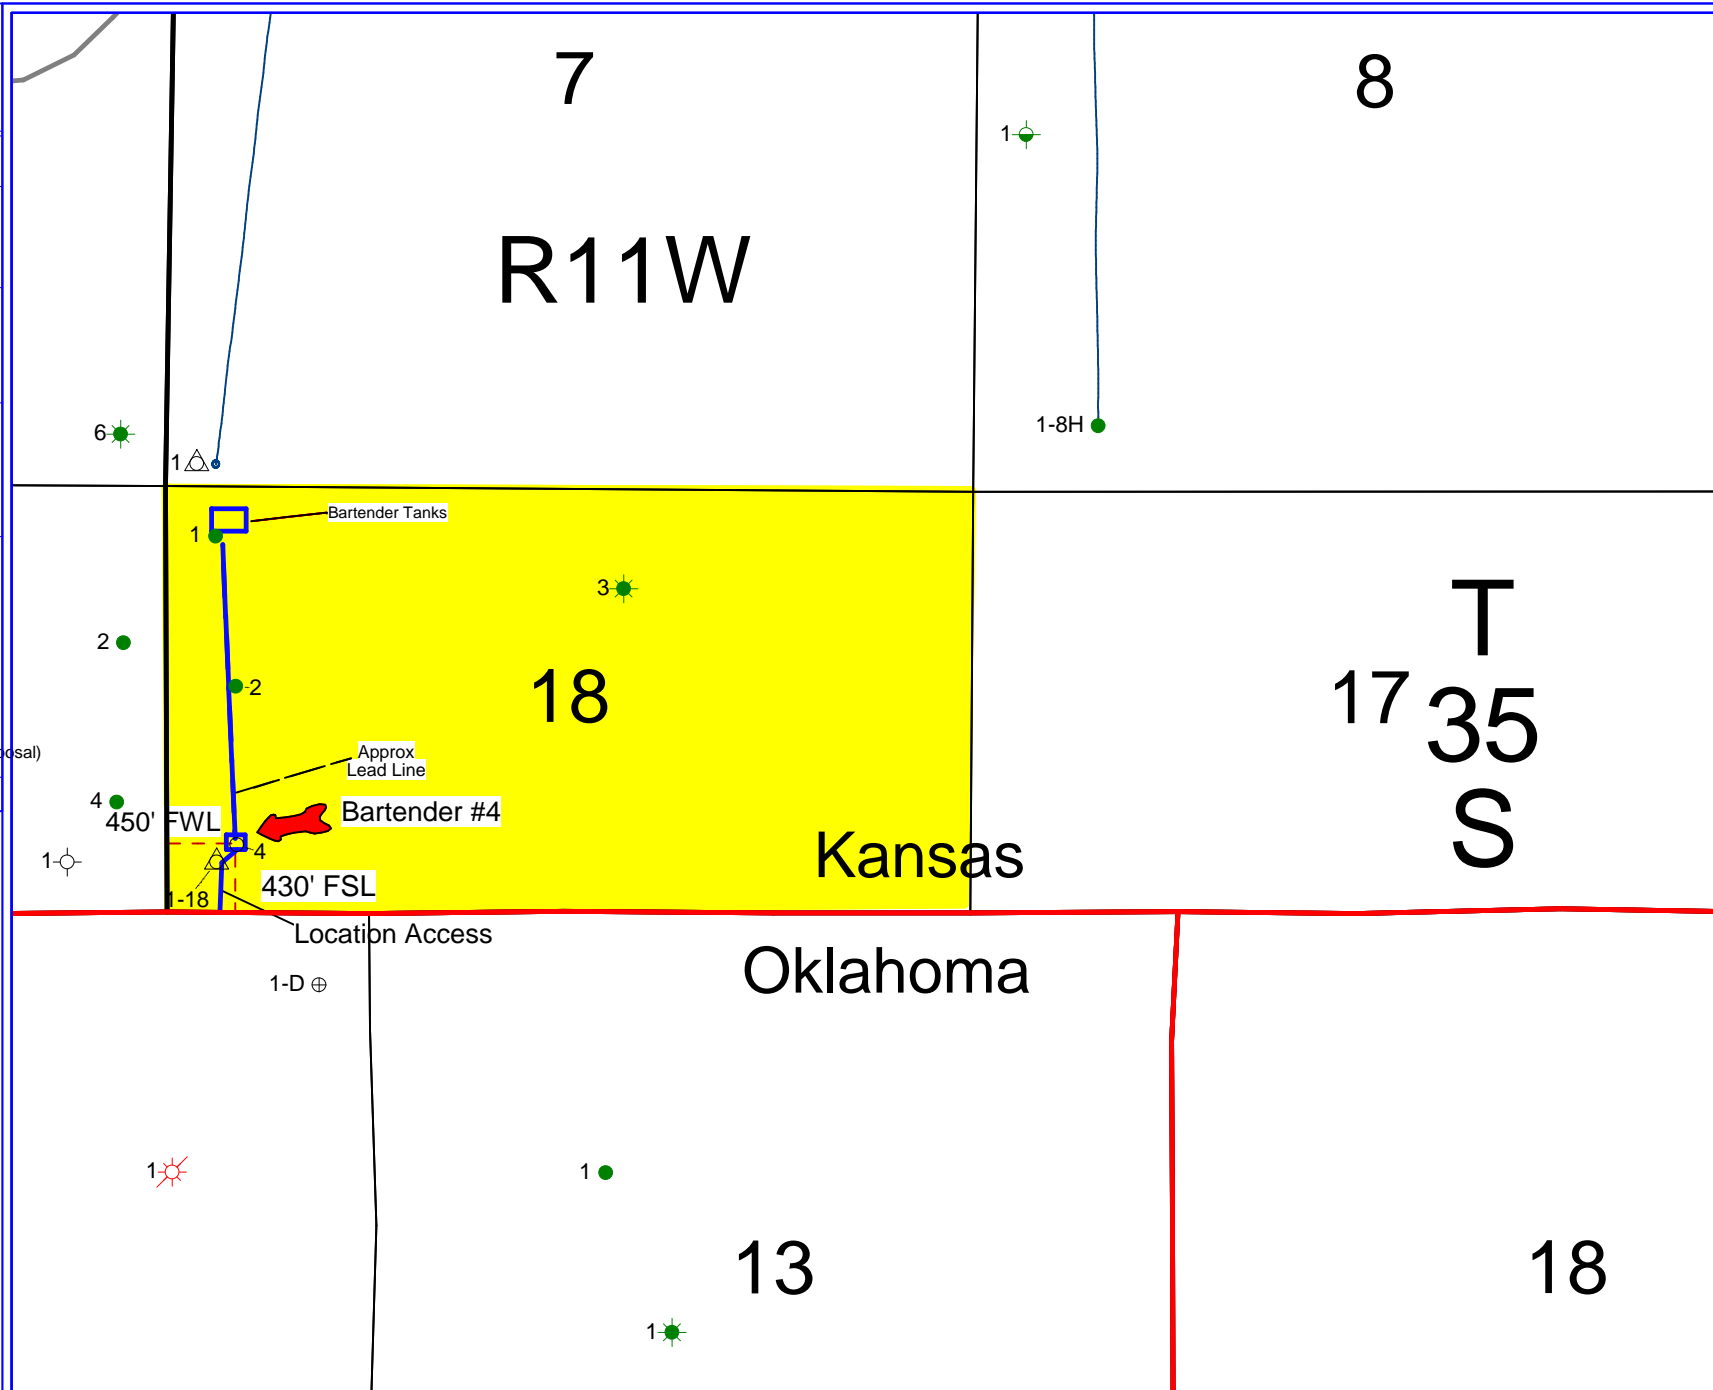 7
8
1
R11W
6
1
1-8H
Bartender Tanks
1
3
T
2
2
18
17
35
osal)
Approx
Lead Line
4
450' FWL
Bartender #4
S
Kansas
1
4
430' FSL
1-18
Location Access
Oklahoma
1-D
1
1
13
18
1